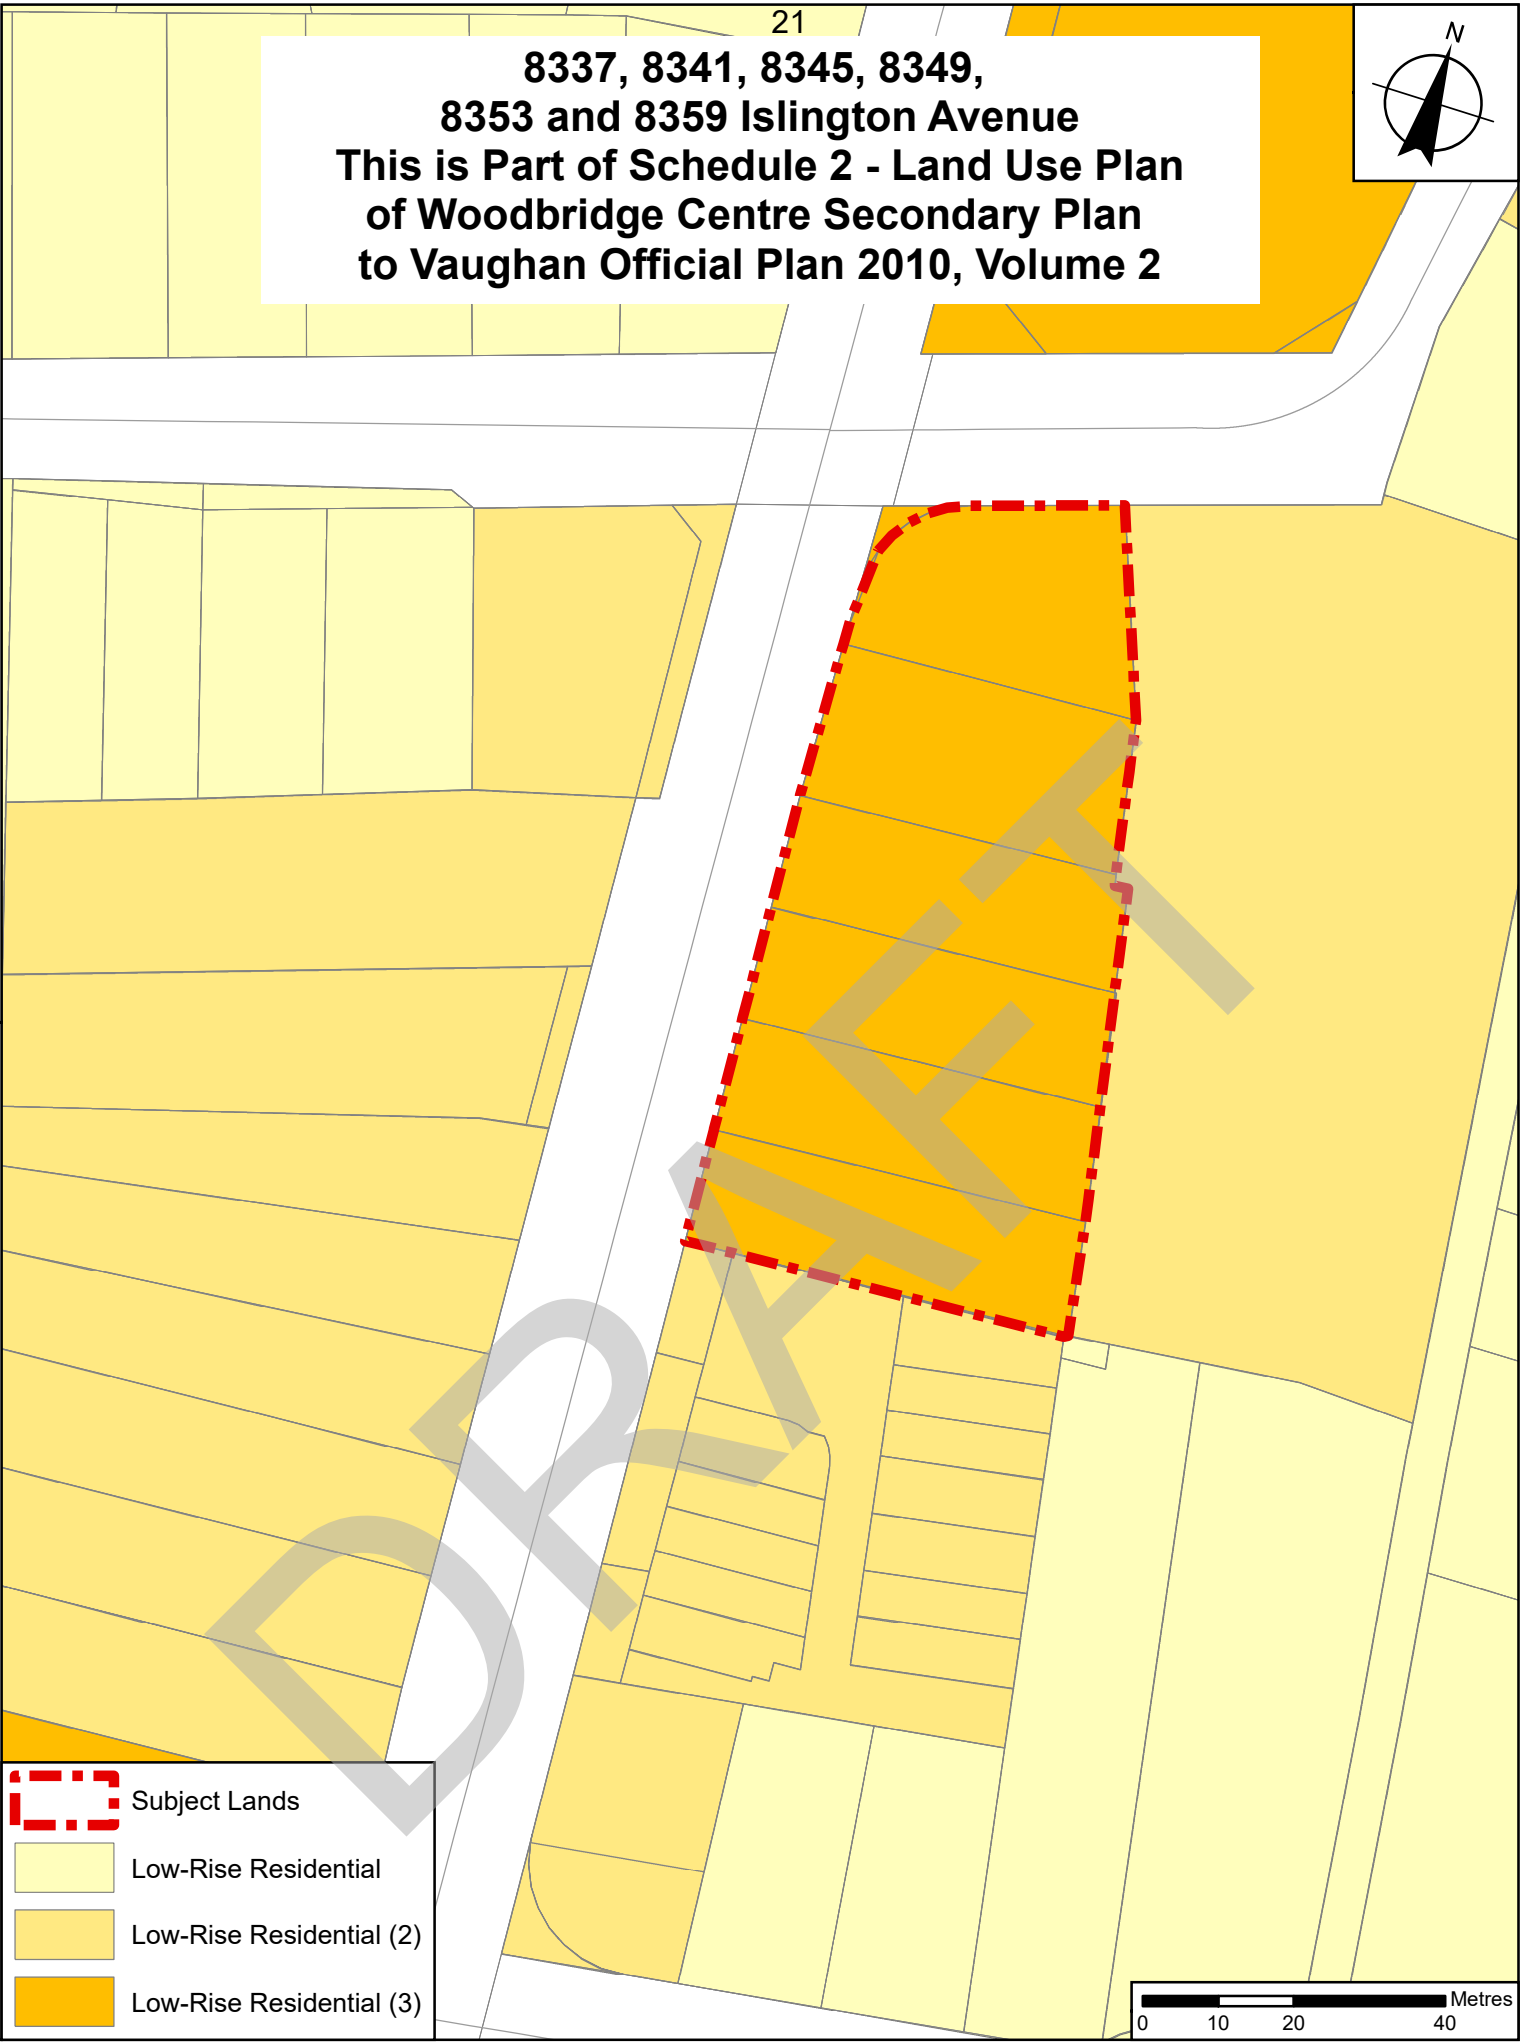 21
8337, 8341, 8345, 8349,
8353 and 8359 Islington Avenue
This is Part of Schedule 2 - Land Use Plan
of Woodbridge Centre Secondary Plan
to Vaughan Official Plan 2010, Volume 2
N
DRAFT
Subject Lands
Low-Rise Residential
Low-Rise Residential (2)
Low-Rise Residential (3)
Metres
0 10 20 40